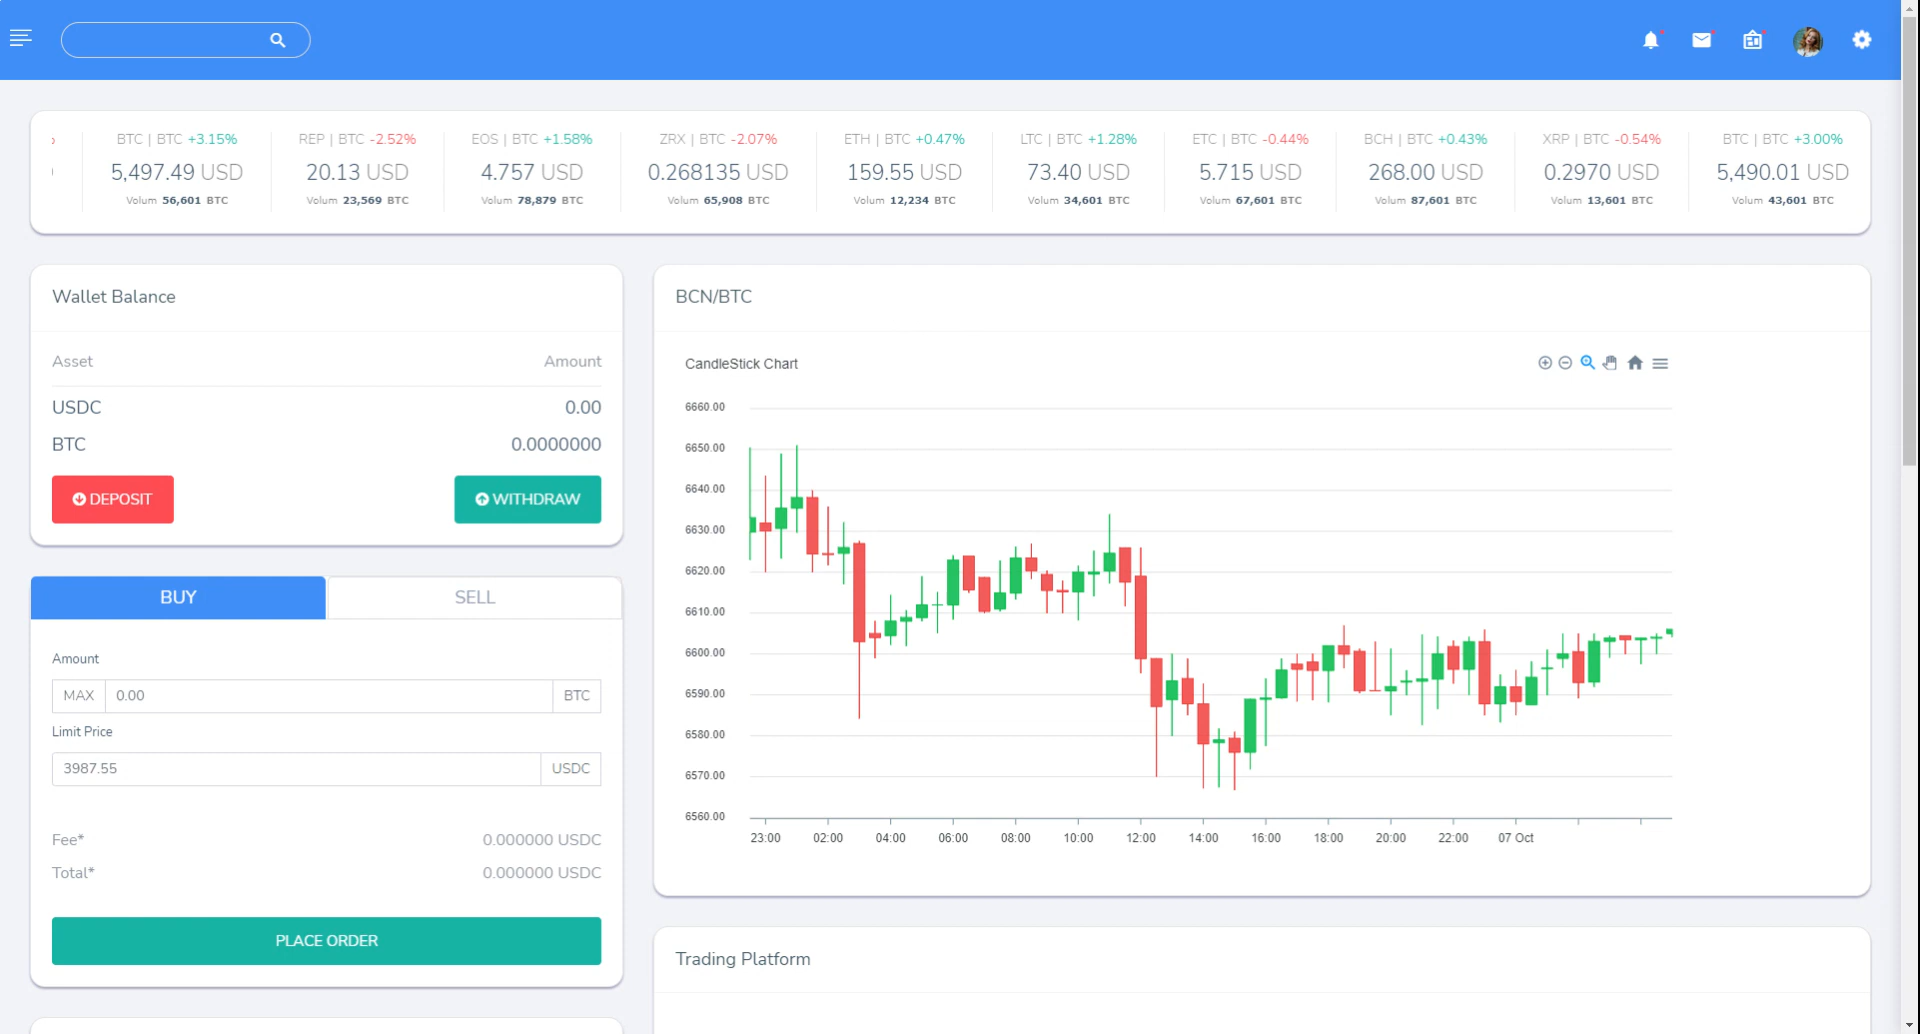 BTC | BTC +3.15%
5,497.49 USD
Volum 56,601 BTC
REP | BTC -2.52%
20.13 USD
Volum 23,569 BTC
EOS | BTC +1.58%
4.757 USD
Volum 78,879 BTC
ZRX | BTC -2.07%
0.268135 USD
Volum 65,908 BTC
ETH | BTC +0.47%
159.55 USD
Volum 12,234 BTC
LTC | BTC +1.28%
73.40 USD
Volum 34,601 BTC
ETC | BTC -0.44%
5.715 USD
Volum 67,601 BTC
BCH | BTC +0.43%
268.00 USD
Volum 87,601 BTC
XRP | BTC -0.54%
0.2970 USD
Volum 13,601 BTC
BTC | BTC +3.00%
5,490.01 USD
Volum 43,601 BTC
Wallet Balance
Asset Amount
USDC 0.00
BTC 0.0000000
DEPOSIT WITHDRAW
BUY SELL
Amount
MAX 0.00 BTC
Limit Price
3987.55 USDC
Fee* 0.000000 USDC
Total* 0.000000 USDC
PLACE ORDER
BCN/BTC
CandleStick Chart
6660.00
6650.00
6640.00
6630.00
6620.00
6610.00
6600.00
6590.00
6580.00
6570.00
6560.00
23:00 02:00 04:00 06:00 08:00 10:00 12:00 14:00 16:00 18:00 20:00 22:00 07 Oct
Trading Platform